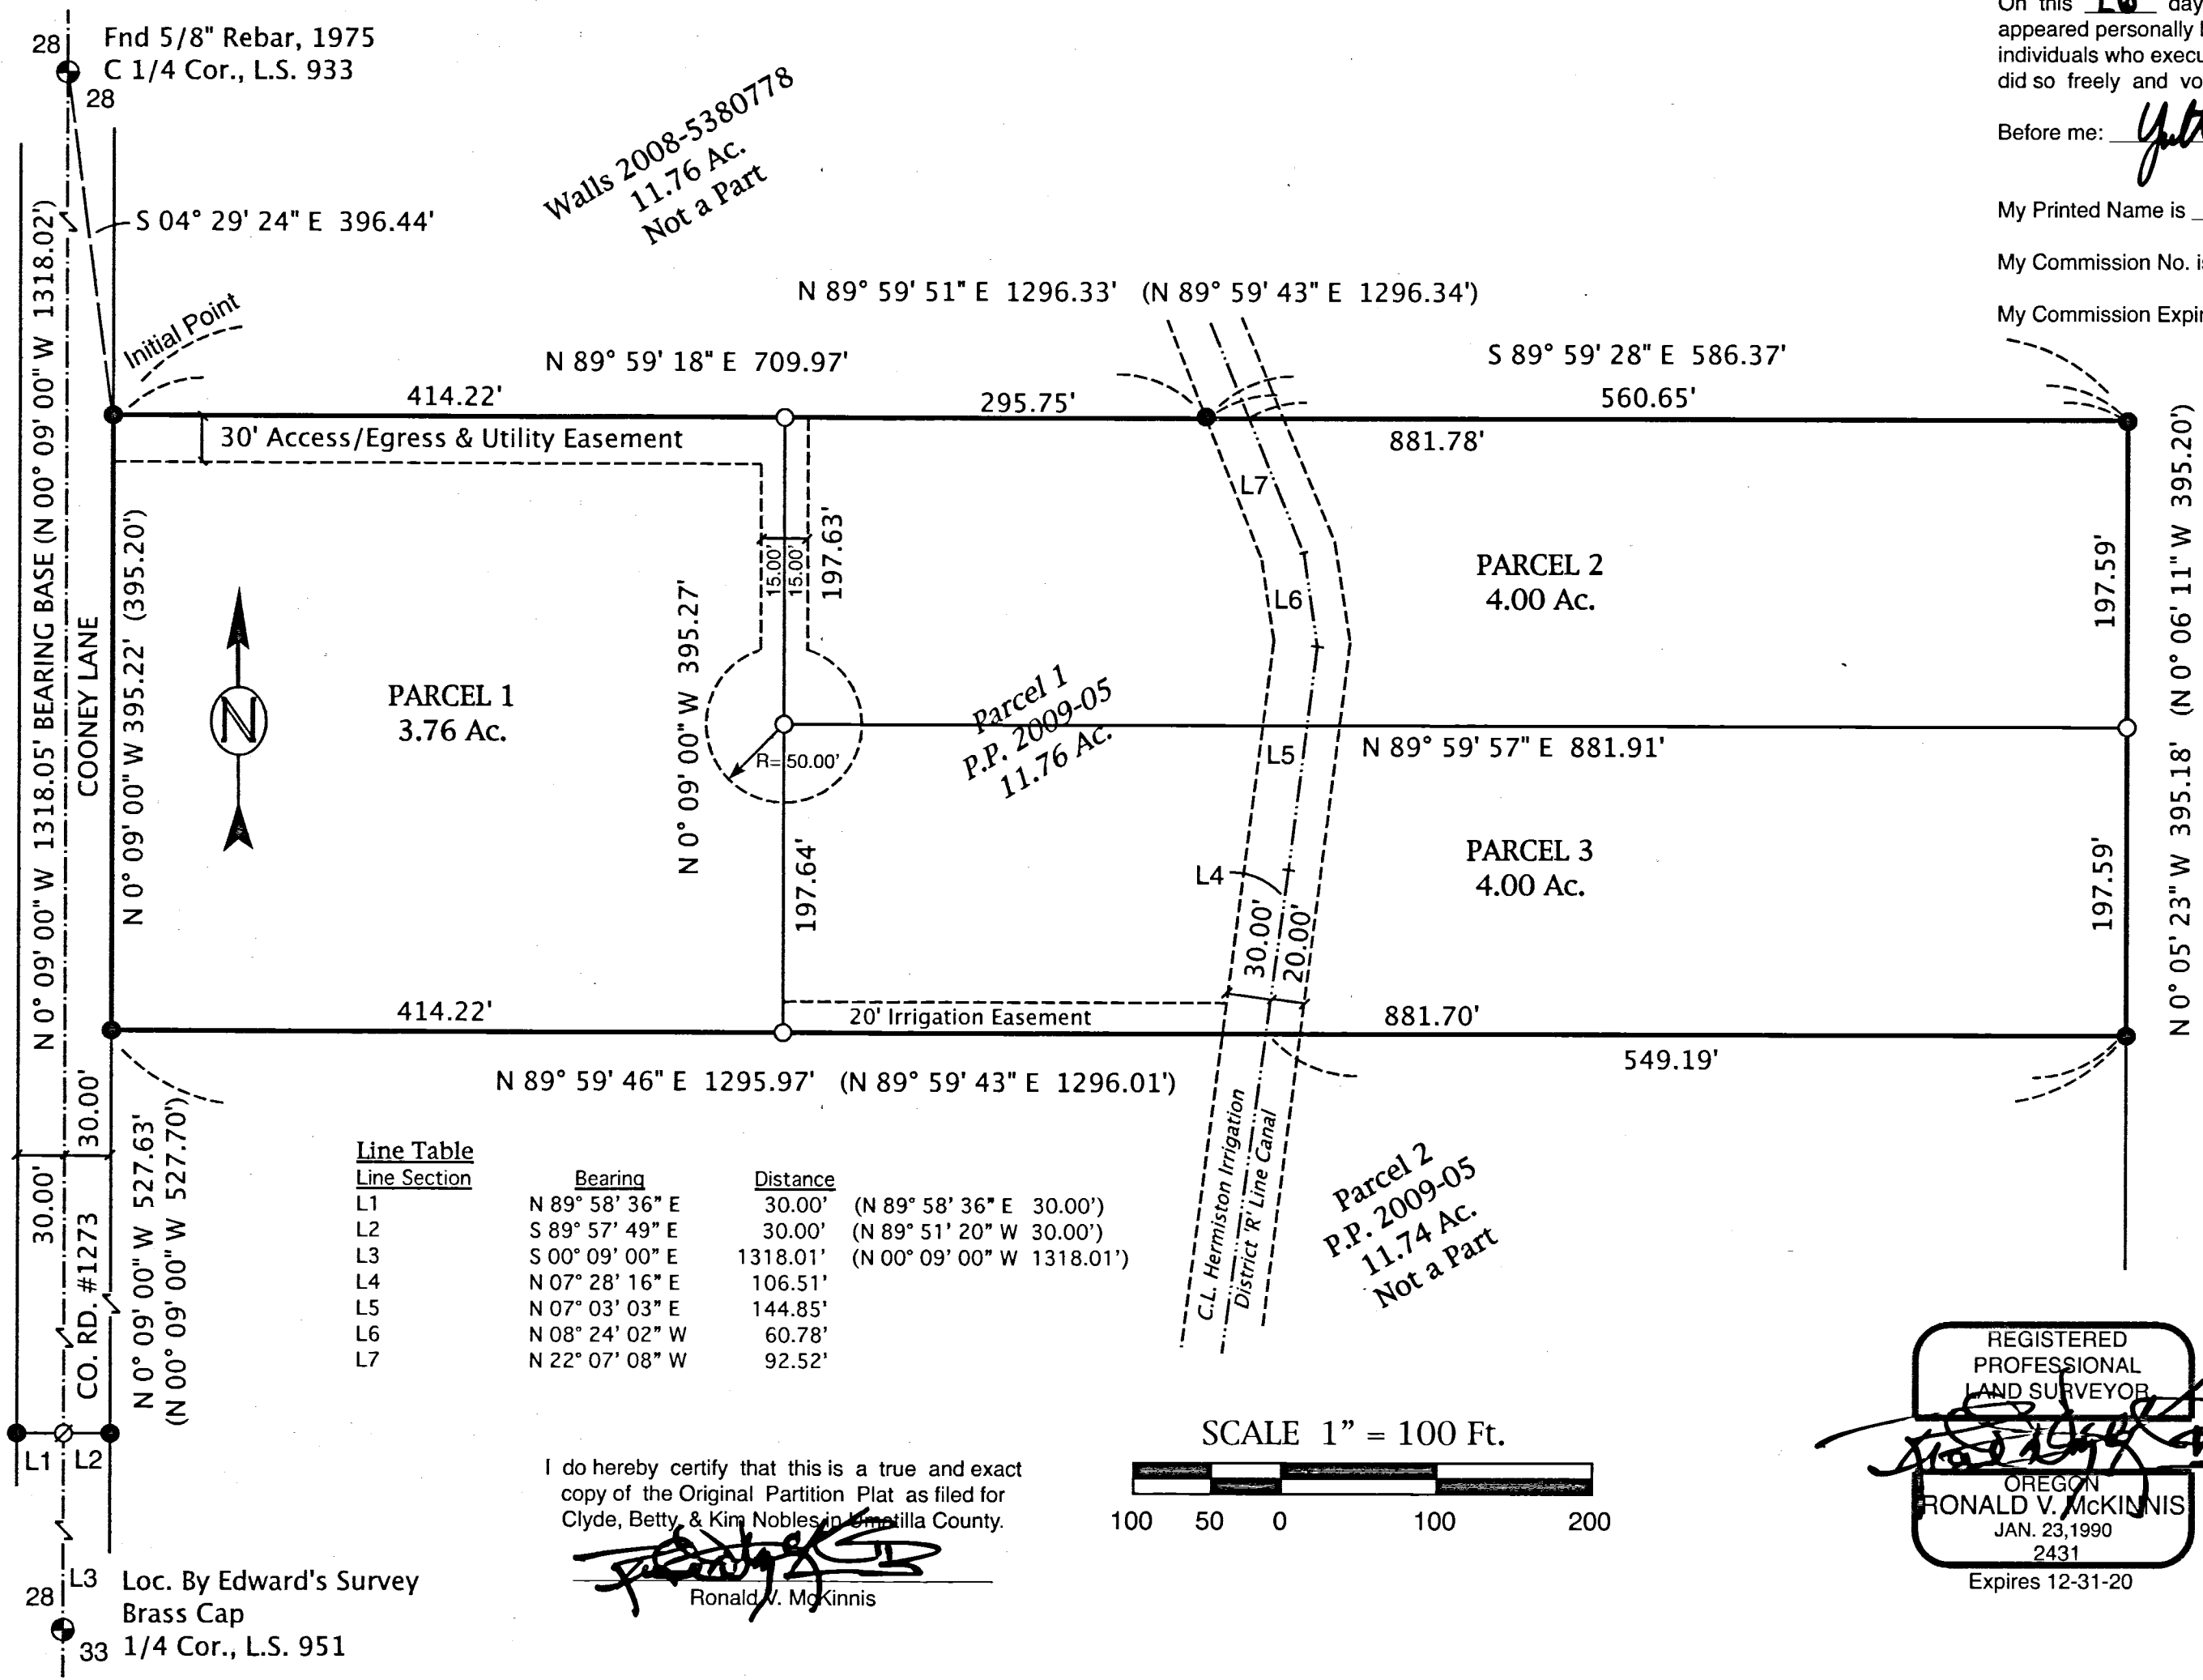 On this day
appeared personally
individuals who
did so freely and
Before me:
My Printed Name is
My Commission No.
My Commission
28
Fnd 5/8" Rebar, 1975
C 1/4 Cor., L.S. 933
28
Walls 2008-5380778
11.76 Ac.
Not a Part
S 04° 29' 24" E 396.44'
Initial Point
N 89° 59' 51" E 1296.33' (N 89° 59' 43" E 1296.34')
N 89° 59' 18" E 709.97'
S 89° 59' 28" E 586.37'
414.22'
295.75'
560.65'
30' Access/Egress & Utility Easement
881.78'
N 0° 09' 00" W 1318.05' BEARING BASE (N 00° 09' 00" W 1318.02')
COONEY LANE
N 0° 09' 00" W 395.22' (395.20')
N
PARCEL 1
3.76 Ac.
15.00'
15.00'
197.63'
N 0° 09' 00" W 395.27'
R= 50.00'
Parcel 1
P.P. 2009-05
11.76 Ac.
L7
L6
L5
L4
PARCEL 2
4.00 Ac.
197.59'
N 89° 59' 57" E 881.91'
PARCEL 3
4.00 Ac.
197.59'
N 0° 05' 23" W 395.18' (N 0° 06' 11" W 395.20')
197.64'
30.00'
20.00'
414.22'
20' Irrigation Easement
881.70'
549.19'
N 89° 59' 46" E 1295.97' (N 89° 59' 43" E 1296.01')
30.00'
30.00'
CO. RD. #1273
N 0° 09' 00" W 527.63'
(N 00° 09' 00" W 527.70')
C.L. Hermiston Irrigation
District 'R' Line Canal
Parcel 2
P.P. 2009-05
11.74 Ac.
Not a Part
Line Table
Line Section Bearing Distance
L1 N 89° 58' 36" E 30.00' (N 89° 58' 36" E 30.00')
L2 S 89° 57' 49" E 30.00' (N 89° 51' 20" W 30.00')
L3 S 00° 09' 00" E 1318.01' (N 00° 09' 00" W 1318.01')
L4 N 07° 28' 16" E 106.51'
L5 N 07° 03' 03" E 144.85'
L6 N 08° 24' 02" W 60.78'
L7 N 22° 07' 08" W 92.52'
L1 L2
L3
28
Loc. By Edward's Survey
Brass Cap
1/4 Cor., L.S. 951
33
I do hereby certify that this is a true and exact
copy of the Original Partition Plat as filed for
Clyde, Betty, & Kim Nobles in Umatilla County.
Ronald V. McKinnis
SCALE 1" = 100 Ft.
100 50 0 100 200
REGISTERED
PROFESSIONAL
LAND SURVEYOR
OREGON
RONALD V. McKINNIS
JAN. 23,1990
2431
Expires 12-31-20